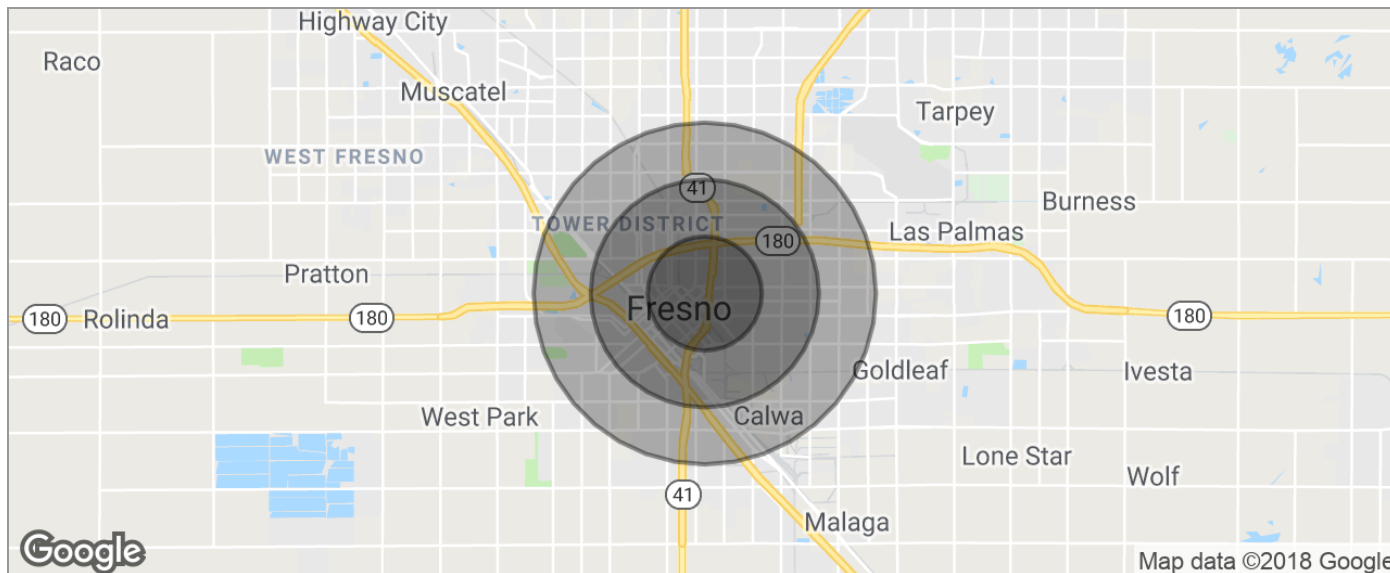 Highway City
Raco
Muscatel
Tarpey
WEST FRESNO
41
Burness
TOWER DISTRICT
Las Palmas
180
Pratton
Fresno
180
Rolinda
180
180
Goldleaf
Ivesta
West Park
Calwa
Lone Star
Wolf
41
Malaga
Google
Map data ©2018 Google